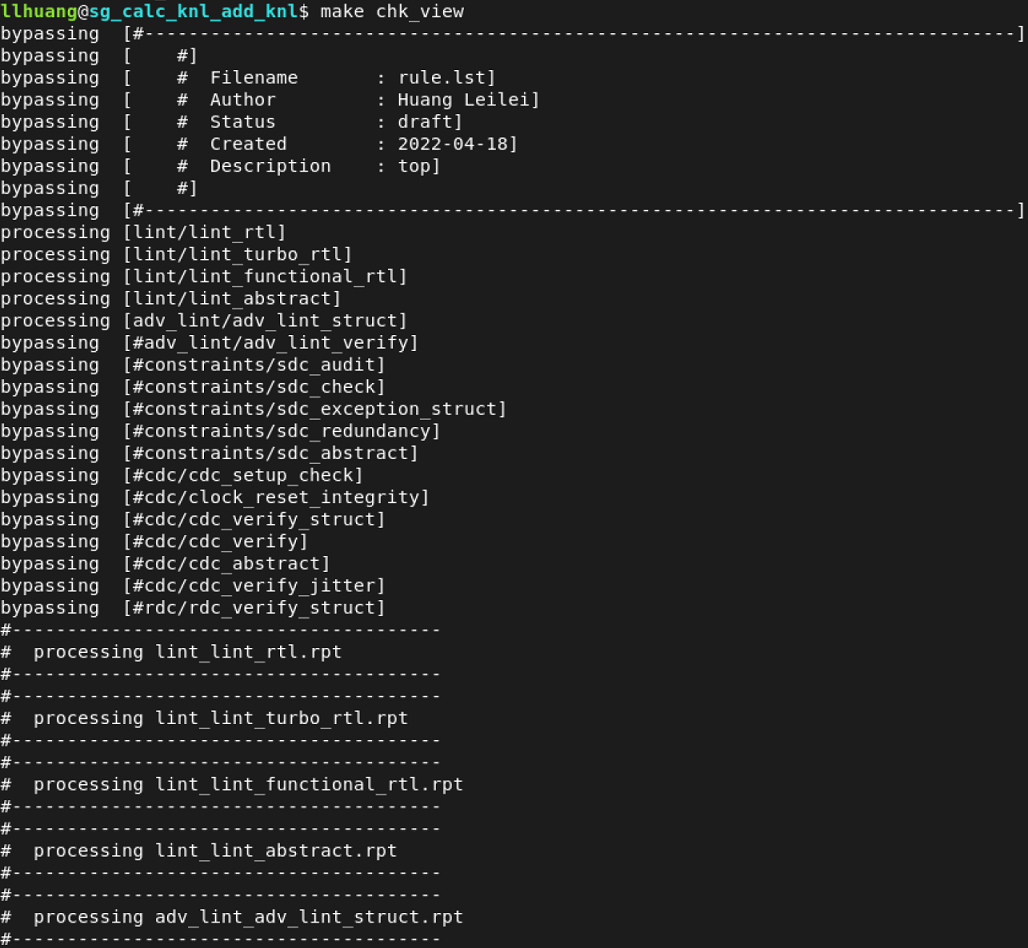 llhuang@sg_calc_knl_add_knl$ make chk_view
bypassing  [#-------------------------------------------------------------------------------]
bypassing  [    #]
bypassing  [    #  Filename       : rule.lst]
bypassing  [    #  Author         : Huang Leilei]
bypassing  [    #  Status         : draft]
bypassing  [    #  Created        : 2022-04-18]
bypassing  [    #  Description    : top]
bypassing  [    #]
bypassing  [#-------------------------------------------------------------------------------]
processing [lint/lint_rtl]
processing [lint/lint_turbo_rtl]
processing [lint/lint_functional_rtl]
processing [lint/lint_abstract]
processing [adv_lint/adv_lint_struct]
bypassing  [#adv_lint/adv_lint_verify]
bypassing  [#constraints/sdc_audit]
bypassing  [#constraints/sdc_check]
bypassing  [#constraints/sdc_exception_struct]
bypassing  [#constraints/sdc_redundancy]
bypassing  [#constraints/sdc_abstract]
bypassing  [#cdc/cdc_setup_check]
bypassing  [#cdc/clock_reset_integrity]
bypassing  [#cdc/cdc_verify_struct]
bypassing  [#cdc/cdc_verify]
bypassing  [#cdc/cdc_abstract]
bypassing  [#cdc/cdc_verify_jitter]
bypassing  [#rdc/rdc_verify_struct]
#---------------------------------------
#  processing lint_lint_rtl.rpt
#---------------------------------------
#---------------------------------------
#  processing lint_lint_turbo_rtl.rpt
#---------------------------------------
#---------------------------------------
#  processing lint_lint_functional_rtl.rpt
#---------------------------------------
#---------------------------------------
#  processing lint_lint_abstract.rpt
#---------------------------------------
#---------------------------------------
#  processing adv_lint_adv_lint_struct.rpt
#---------------------------------------